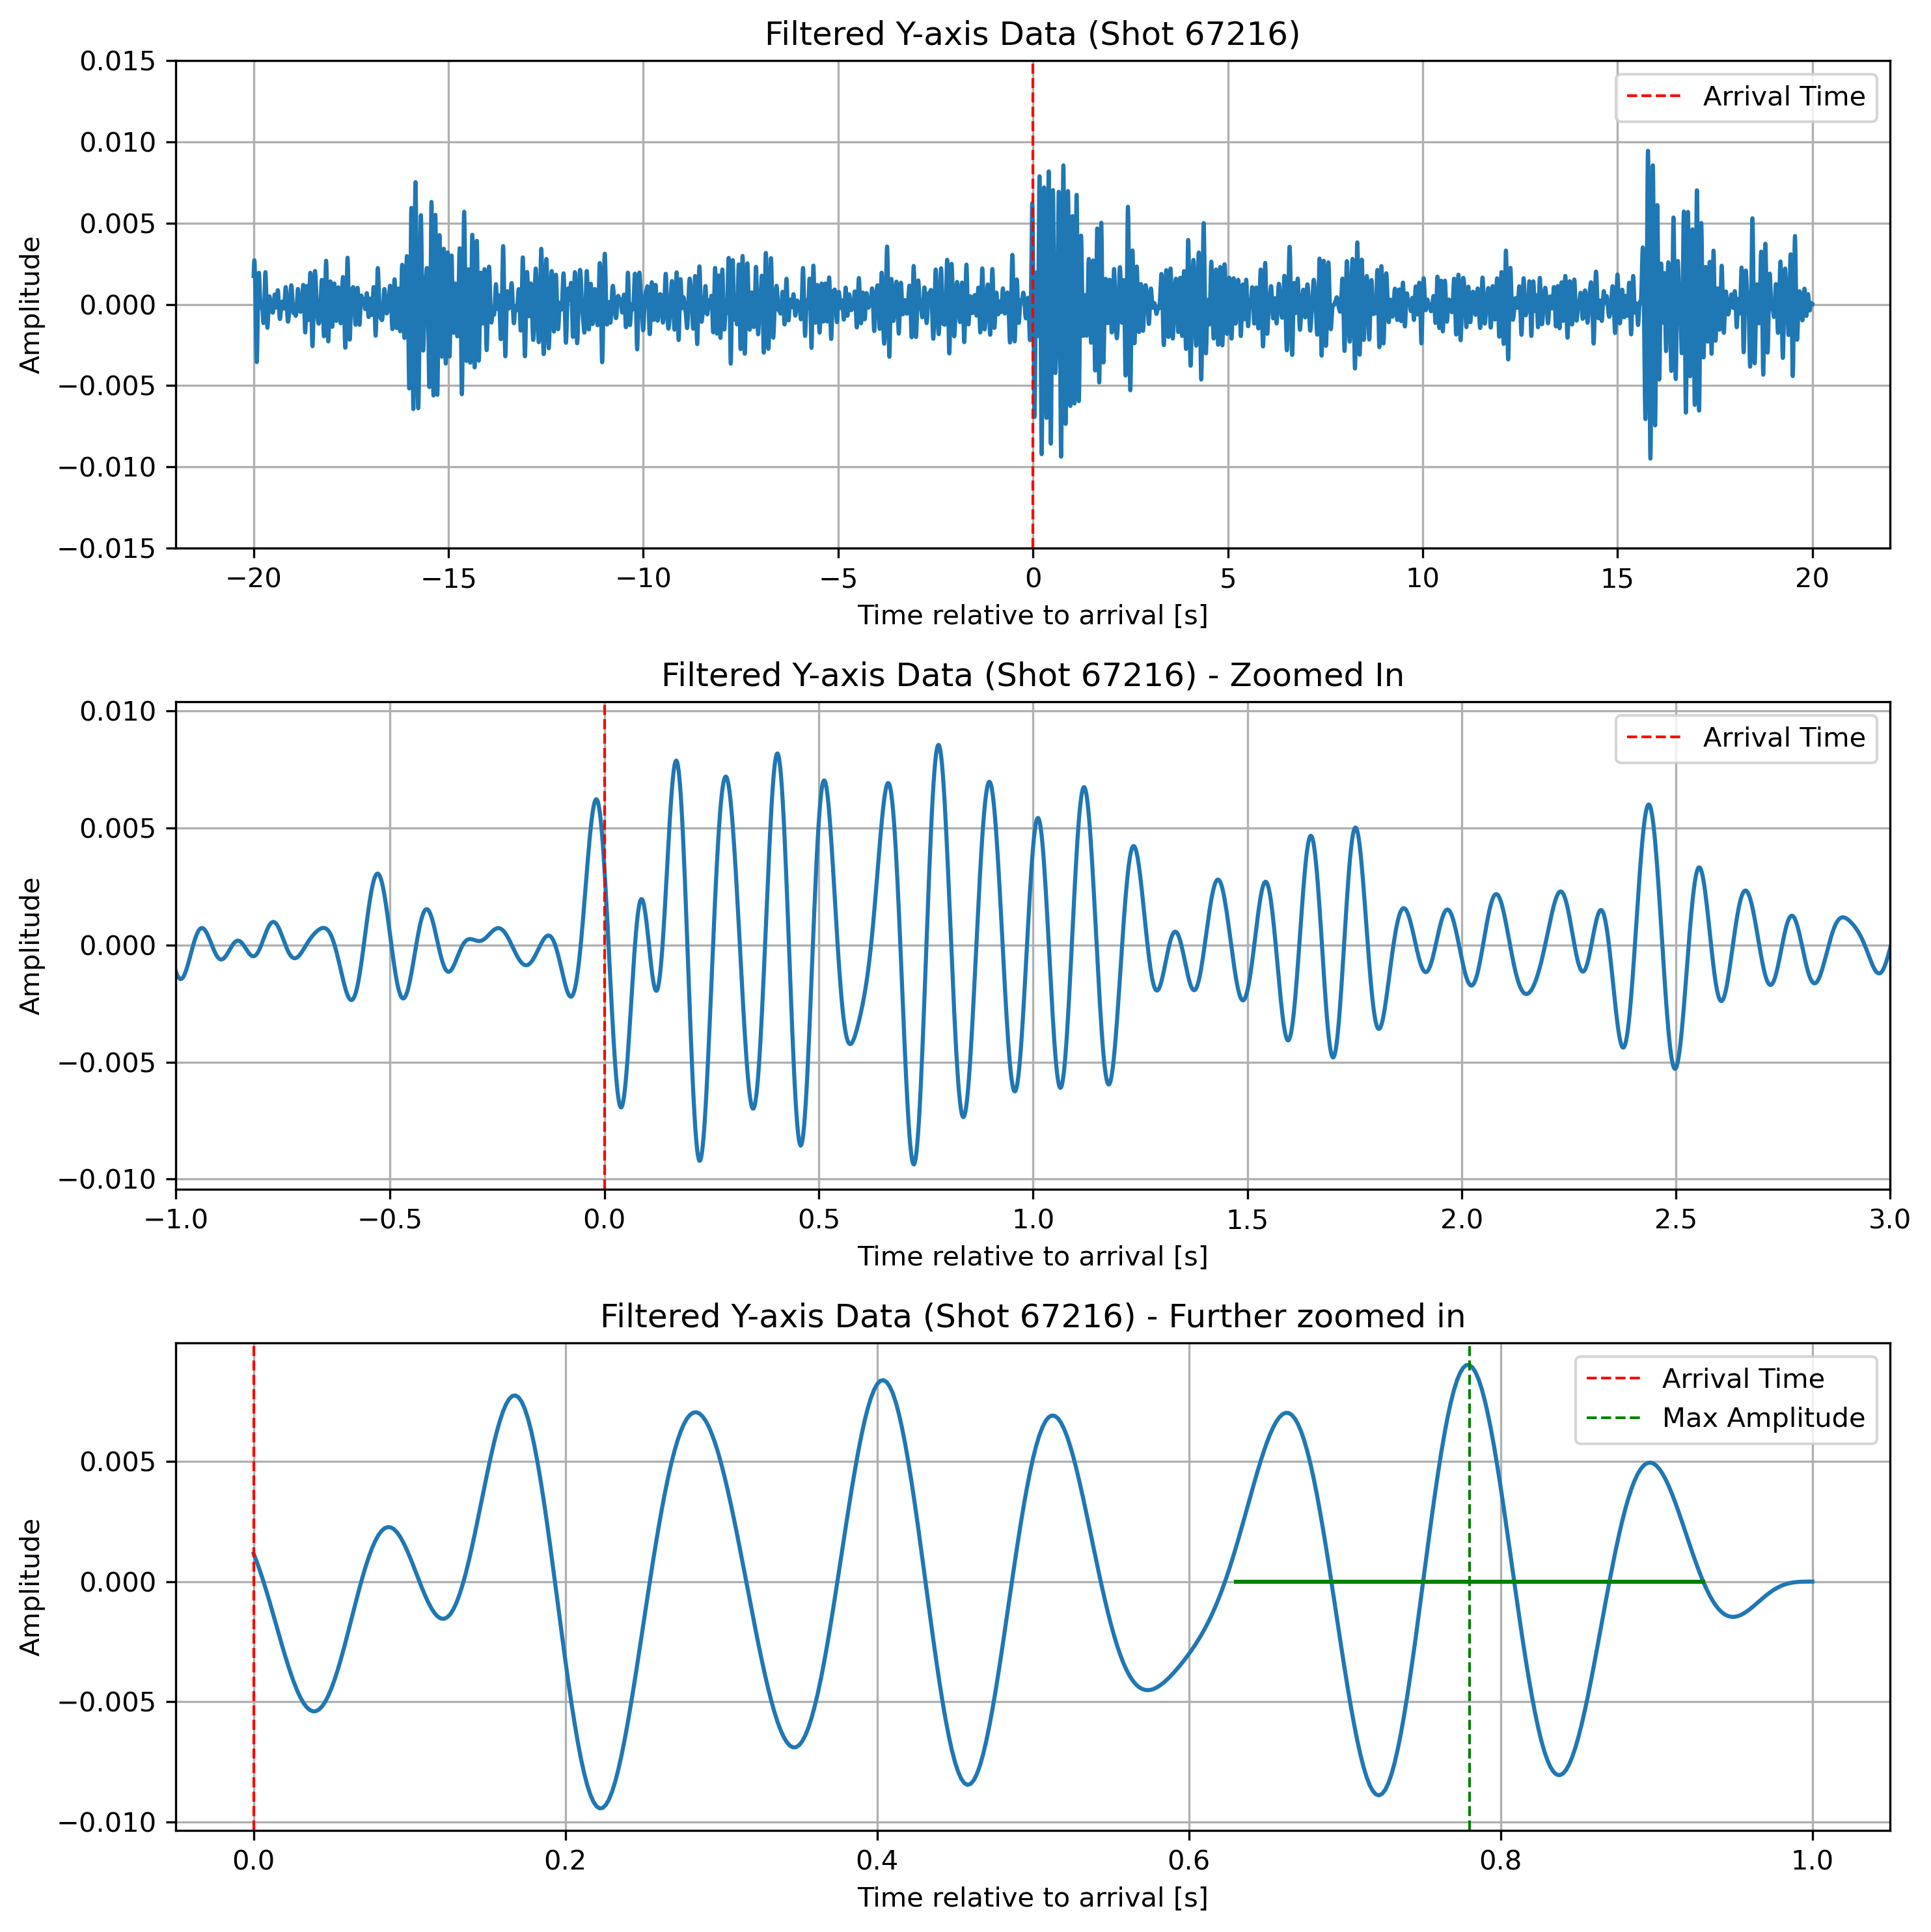 Filtered Y-axis Data (Shot 67216)
0.015
0.010
0.005
0.000
−0.005
−0.010
−0.015
Amplitude
Arrival Time
−20 −15 −10 −5 0 5 10 15 20
Time relative to arrival [s]
Filtered Y-axis Data (Shot 67216) - Zoomed In
0.010
0.005
0.000
−0.005
−0.010
Amplitude
Arrival Time
−1.0 −0.5 0.0 0.5 1.0 1.5 2.0 2.5 3.0
Time relative to arrival [s]
Filtered Y-axis Data (Shot 67216) - Further zoomed in
0.005
0.000
−0.005
−0.010
Amplitude
Arrival Time
Max Amplitude
0.0 0.2 0.4 0.6 0.8 1.0
Time relative to arrival [s]